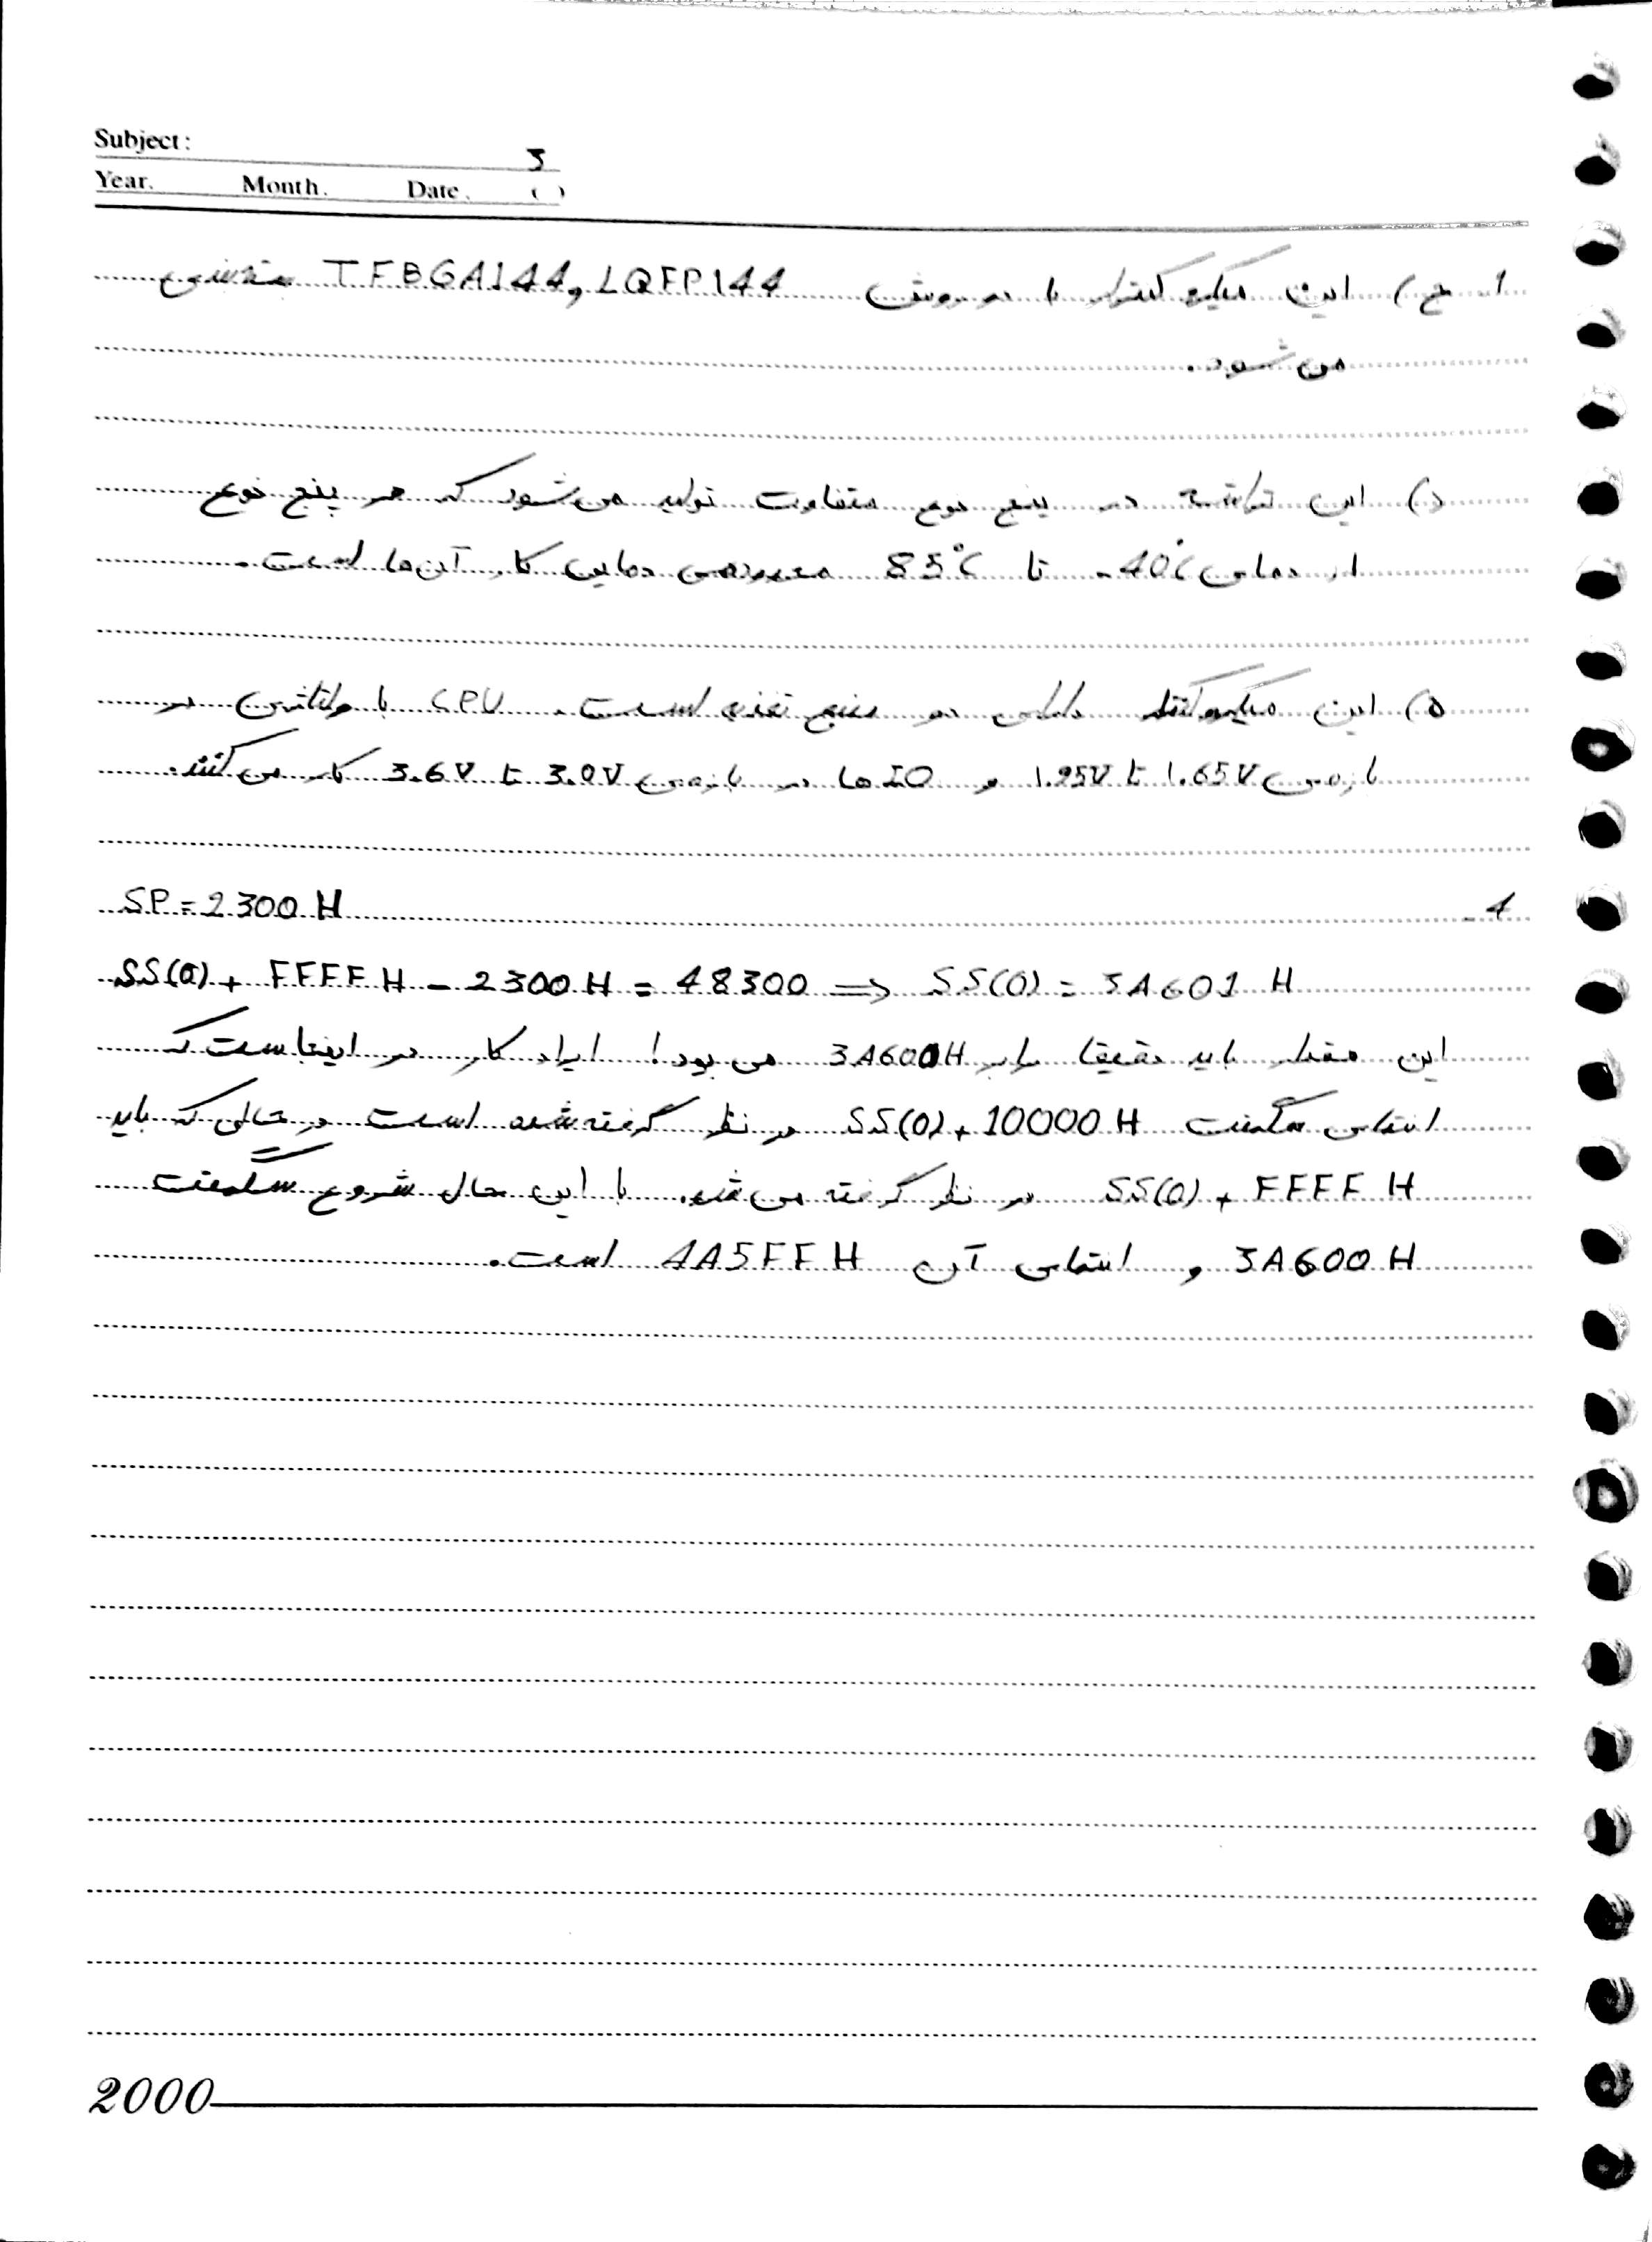 Subject:
5
Year. Month. Date. ( )
1. ج) این میکروکنترلر با دو روش LQFP144 و TFBGA144 مونتاژ
می‌شود.
د) این تراشه در پنج نوع متفاوت تولید می‌شود که هر پنج نوع
از دمای -40°C تا 85°C محدوده‌ی دمایی کار آن‌ها است.
ه) این میکروکنترلر دارای دو منبع تغذیه است. CPU با ولتاژی در
بازه‌ی 1.65V تا 1.95V و IO ها در بازه‌ی 3.0V تا 3.6V کار می‌کنند.
4-
SP = 2300 H
SS(0) + FFFF H - 2300 H = 48300 => SS(0) = 3A601 H
این مقدار باید دقیقا برابر 3A600H می‌بود! ایراد کار در اینجاست که
انتهای سگمنت SS(0) + 10000 H در نظر گرفته شده است در حالی که باید
SS(0) + FFFF H در نظر گرفته می‌شد. با این حال شروع سگمنت
3A600 H و انتهای آن 4A5FF H است.
2000